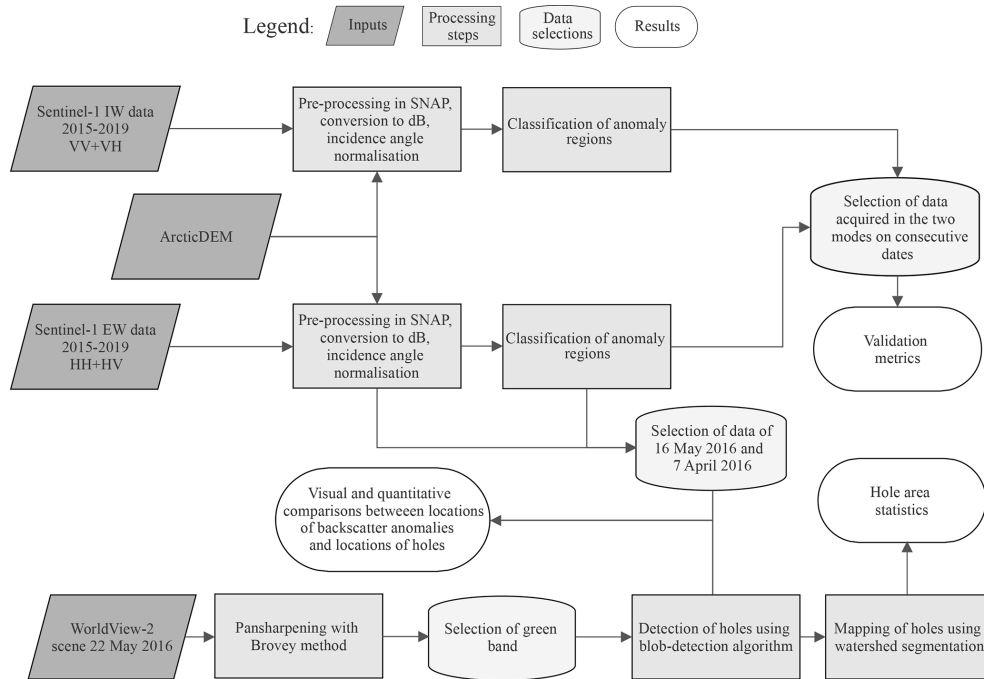 Legend:
Inputs
Processing
steps
Data
selections
Results
Sentinel-1 IW data
2015-2019
VV+VH
Pre-processing in SNAP,
conversion to dB,
incidence angle
normalisation
Classification of anomaly
regions
Selection of data
acquired in the two
modes on consecutive
dates
ArcticDEM
Sentinel-1 EW data
2015-2019
HH+HV
Pre-processing in SNAP,
conversion to dB,
incidence angle
normalisation
Classification of anomaly
regions
Validation
metrics
Selection of data of
16 May 2016 and
7 April 2016
Visual and quantitative
comparisons betweeen locations
of backscatter anomalies
and locations of holes
Hole area
statistics
WorldView-2
scene 22 May 2016
Pansharpening with
Brovey method
Selection of green
band
Detection of holes using
blob-detection algorithm
Mapping of holes using
watershed segmentation